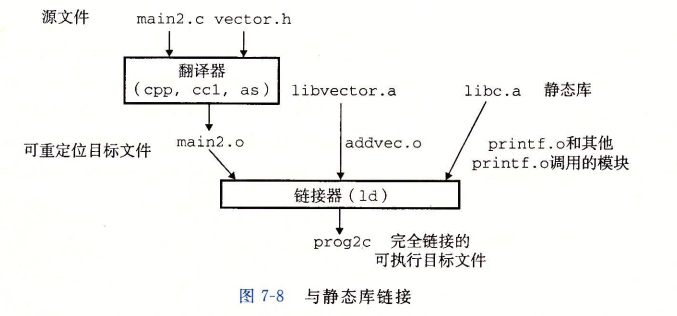 源文件 main2.c vector.h
翻译器
(cpp, cc1, as)
libvector.a
libc.a 静态库
可重定位目标文件
main2.o
addvec.o
printf.o和其他
printf.o调用的模块
链接器(ld)
prog2c 完全链接的
可执行目标文件
图 7-8 与静态库链接